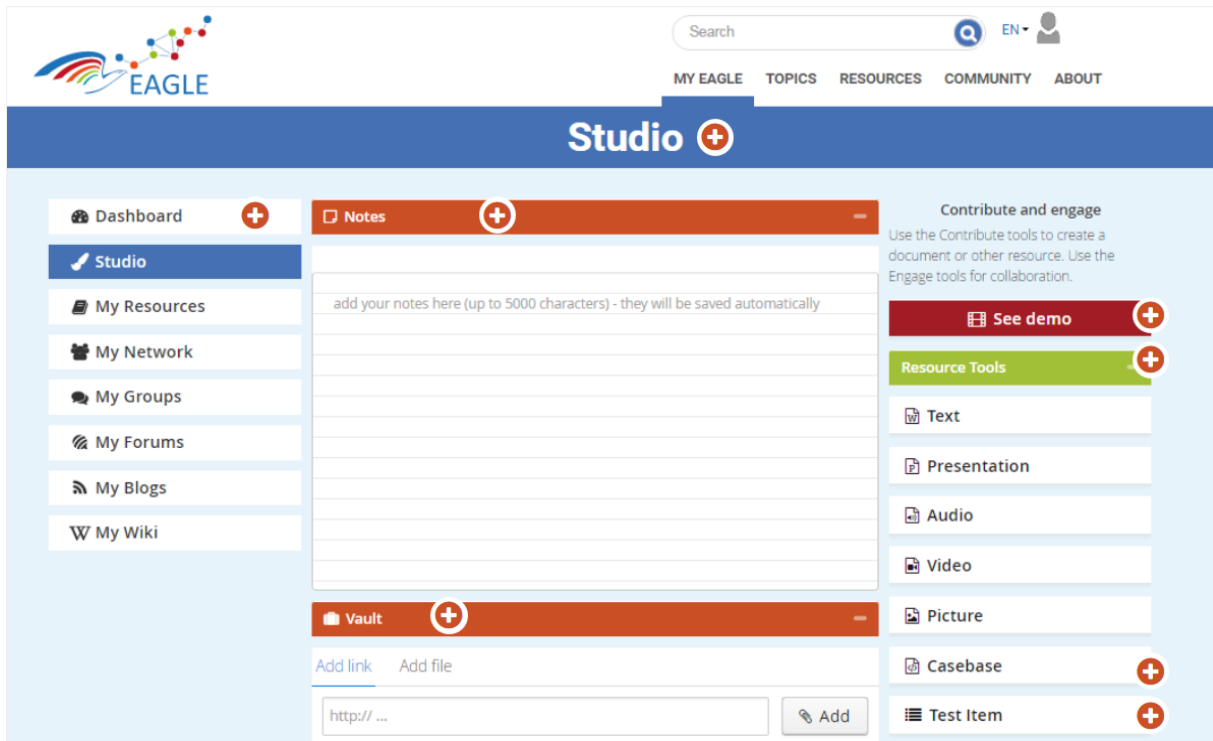 EAGLE
Search
EN
MY EAGLE TOPICS RESOURCES COMMUNITY ABOUT
Studio
Dashboard
Studio
My Resources
My Network
My Groups
My Forums
My Blogs
My Wiki
Notes
add your notes here (up to 5000 characters) - they will be saved automatically
Vault
Add link Add file
http:// ...
Add
Contribute and engage
Use the Contribute tools to create a
document or other resource. Use the
Engage tools for collaboration.
See demo
Resource Tools
Text
Presentation
Audio
Video
Picture
Casebase
Test Item